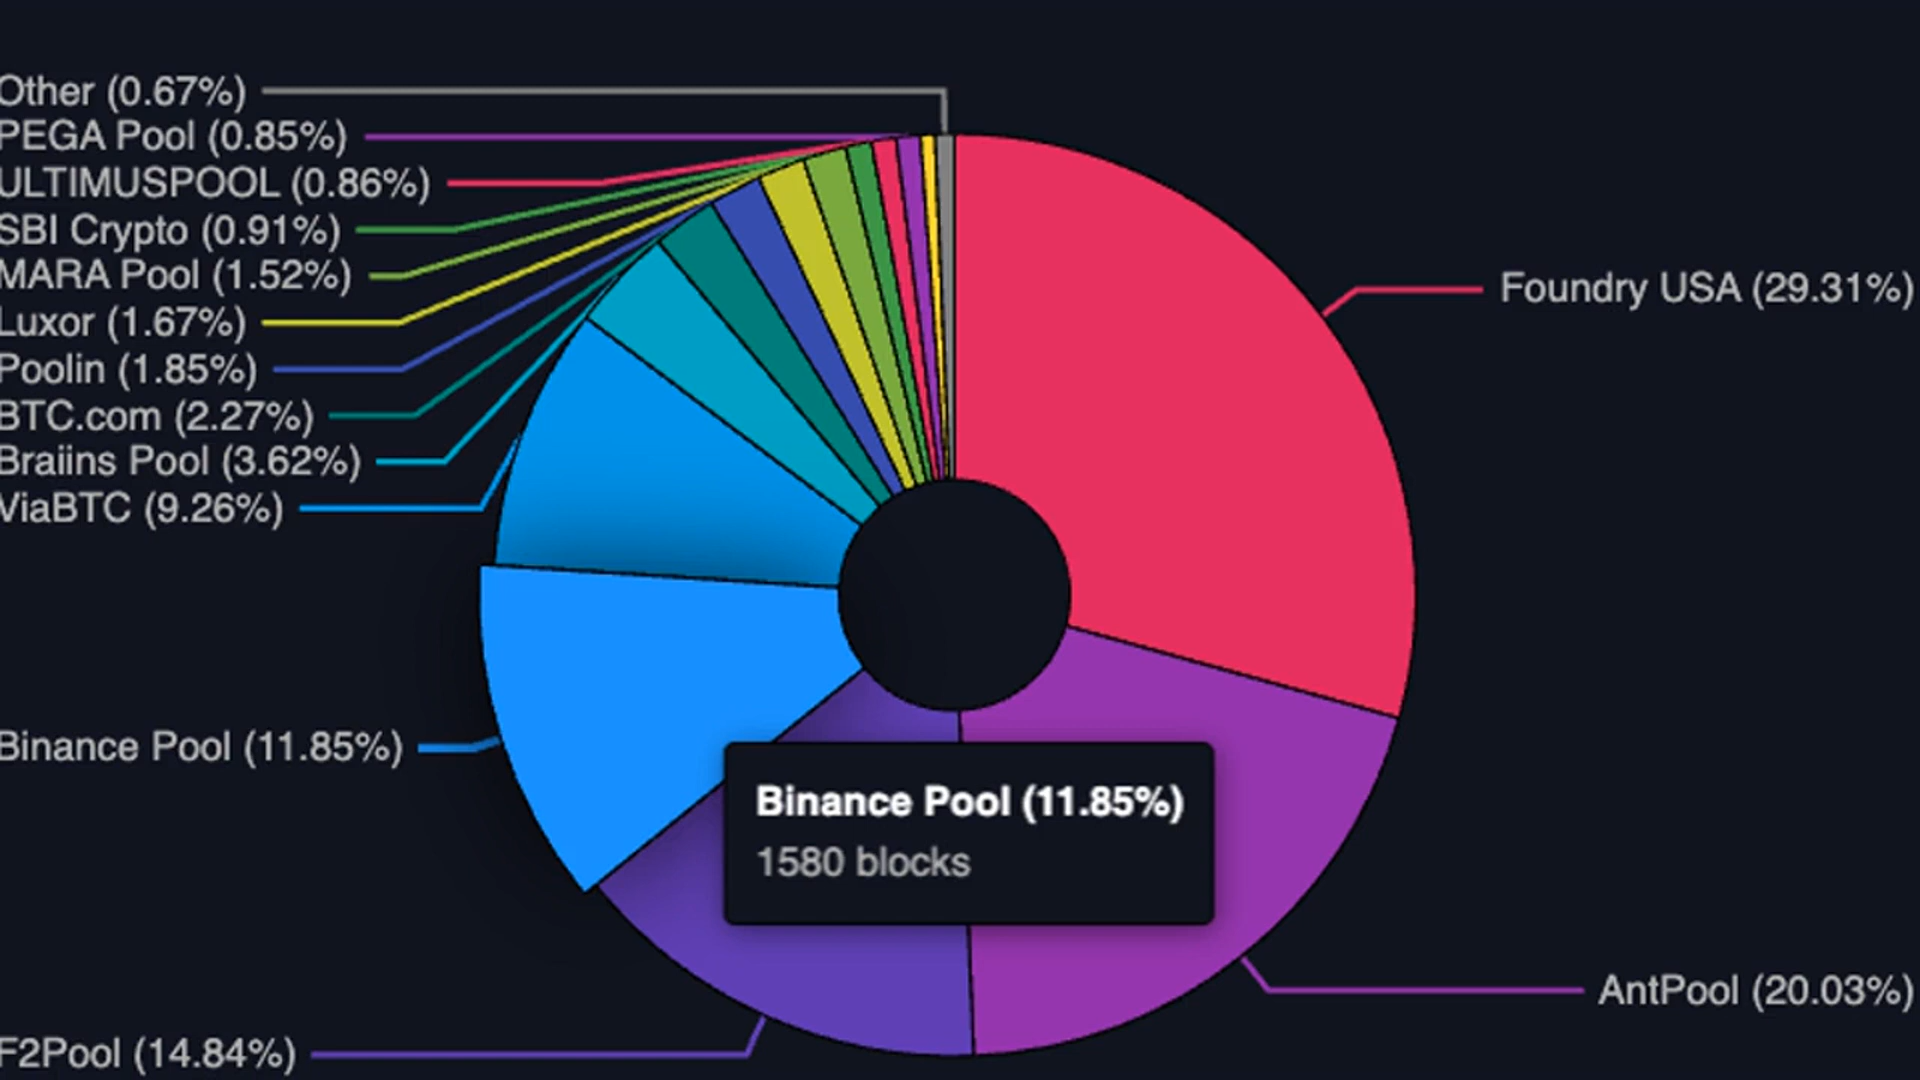 Other (0.67%)
PEGA Pool (0.85%)
ULTIMUSPOOL (0.86%)
SBI Crypto (0.91%)
MARA Pool (1.52%)
Luxor (1.67%)
Poolin (1.85%)
BTC.com (2.27%)
Braiins Pool (3.62%)
ViaBTC (9.26%)
Binance Pool (11.85%)
F2Pool (14.84%)
Foundry USA (29.31%)
AntPool (20.03%)
Binance Pool (11.85%)
1580 blocks